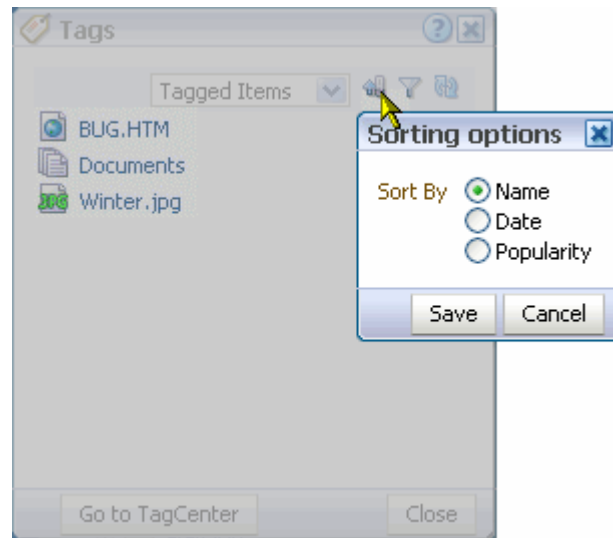 Tags
Tagged Items
BUG.HTM
Documents
JPG Winter.jpg
Sorting options
Sort By Name
Date
Popularity
Save Cancel
Go to TagCenter Close